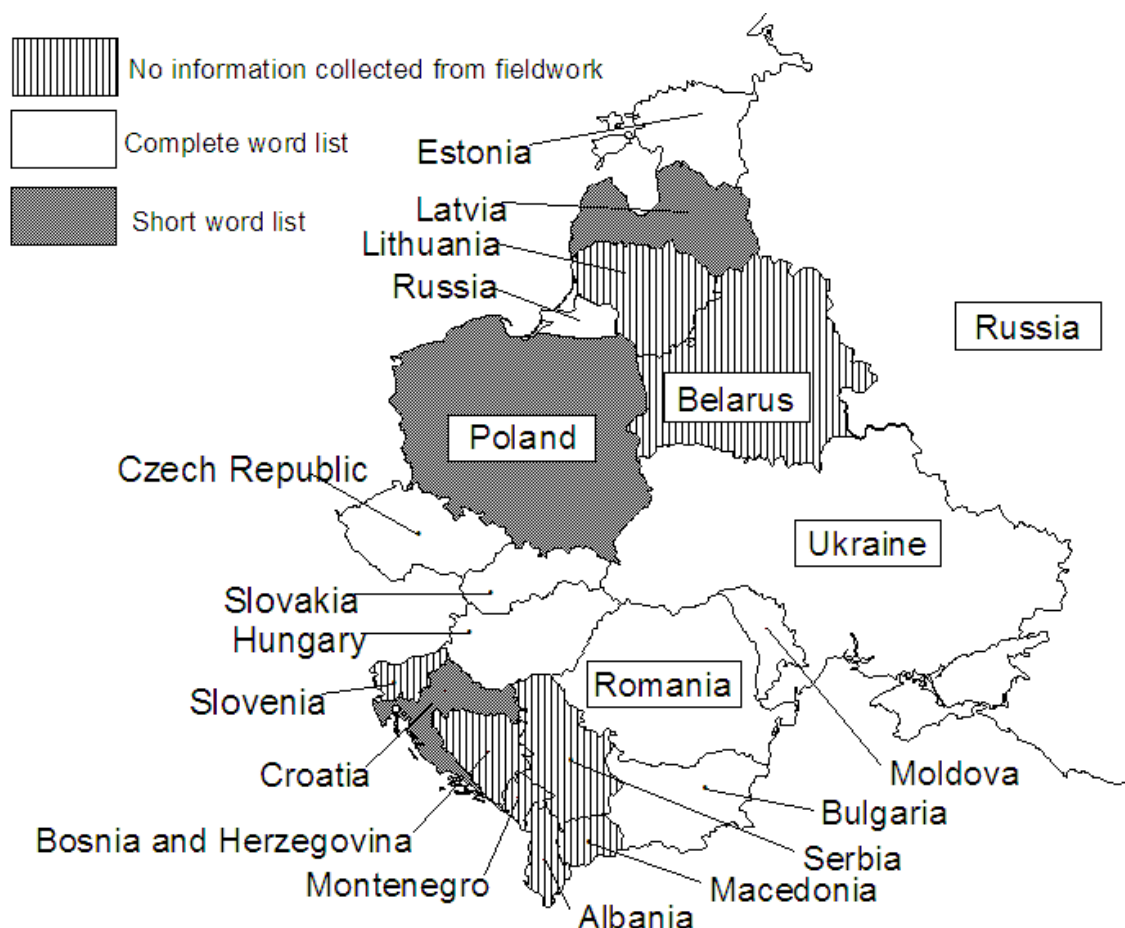 No information collected from fieldwork
Complete word list
Short word list
Estonia
Latvia
Lithuania
Russia
Russia
Belarus
Poland
Czech Republic
Ukraine
Slovakia
Hungary
Romania
Slovenia
Croatia
Moldova
Bulgaria
Bosnia and Herzegovina
Serbia
Montenegro
Macedonia
Albania